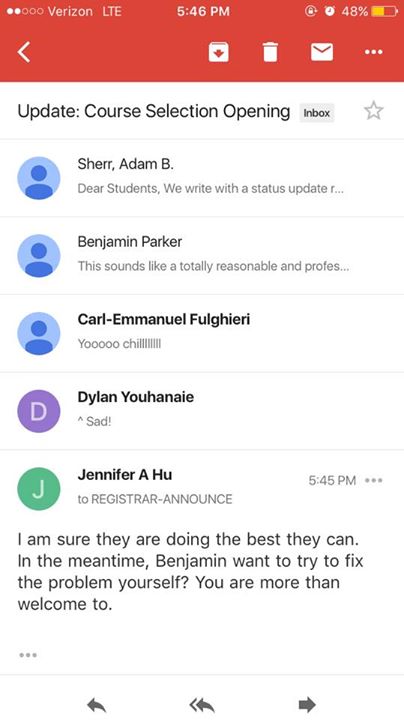 Verizon LTE 5:46 PM 48%
Update: Course Selection Opening Inbox
Sherr, Adam B.
Dear Students, We write with a status update r...
Benjamin Parker
This sounds like a totally reasonable and profes...
Carl-Emmanuel Fulghieri
Yooooo chillllllllll
D
Dylan Youhanaie
^ Sad!
J
Jennifer A Hu
5:45 PM
to REGISTRAR-ANNOUNCE
I am sure they are doing the best they can.
In the meantime, Benjamin want to try to fix
the problem yourself? You are more than
welcome to.